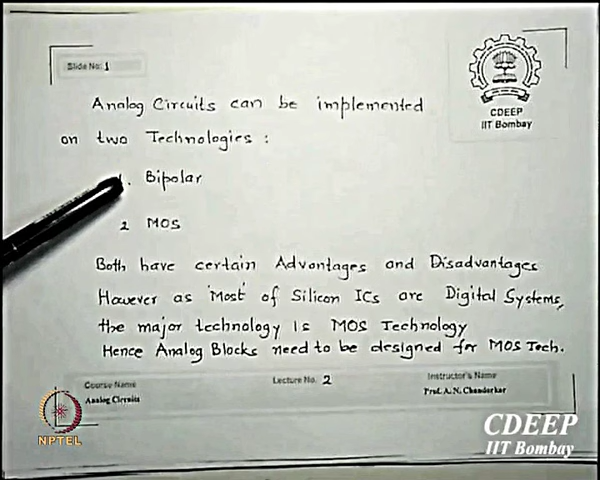 Slide No: 1
CDEEP
IIT Bombay
Analog Circuits can be implemented
on two Technologies :
1. Bipolar
2 MOS
Both have certain Advantages and Disadvantages
However as 'Most' of Silicon ICs are Digital Systems,
the major technology is MOS Technology
Hence Analog Blocks need to be designed for MOS Tech.
Course Name
Analog Circuits
Lecture No. 2
Instructor's Name
Prof. A. N. Chandorkar
NPTEL
CDEEP
IIT Bombay